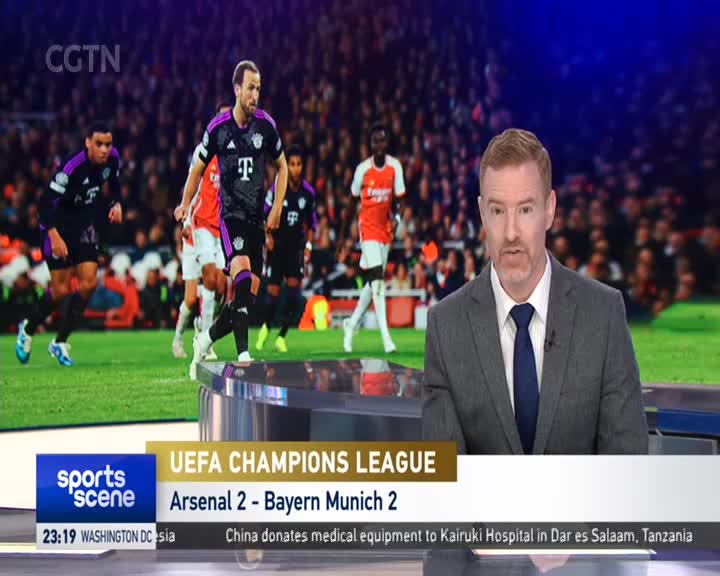 CGTN
UEFA CHAMPIONS LEAGUE
sports
scene
Arsenal 2 - Bayern Munich 2
23:19 WASHINGTON DC
esia China donates medical equipment to Kairuki Hospital in Dar es Salaam, Tanzania